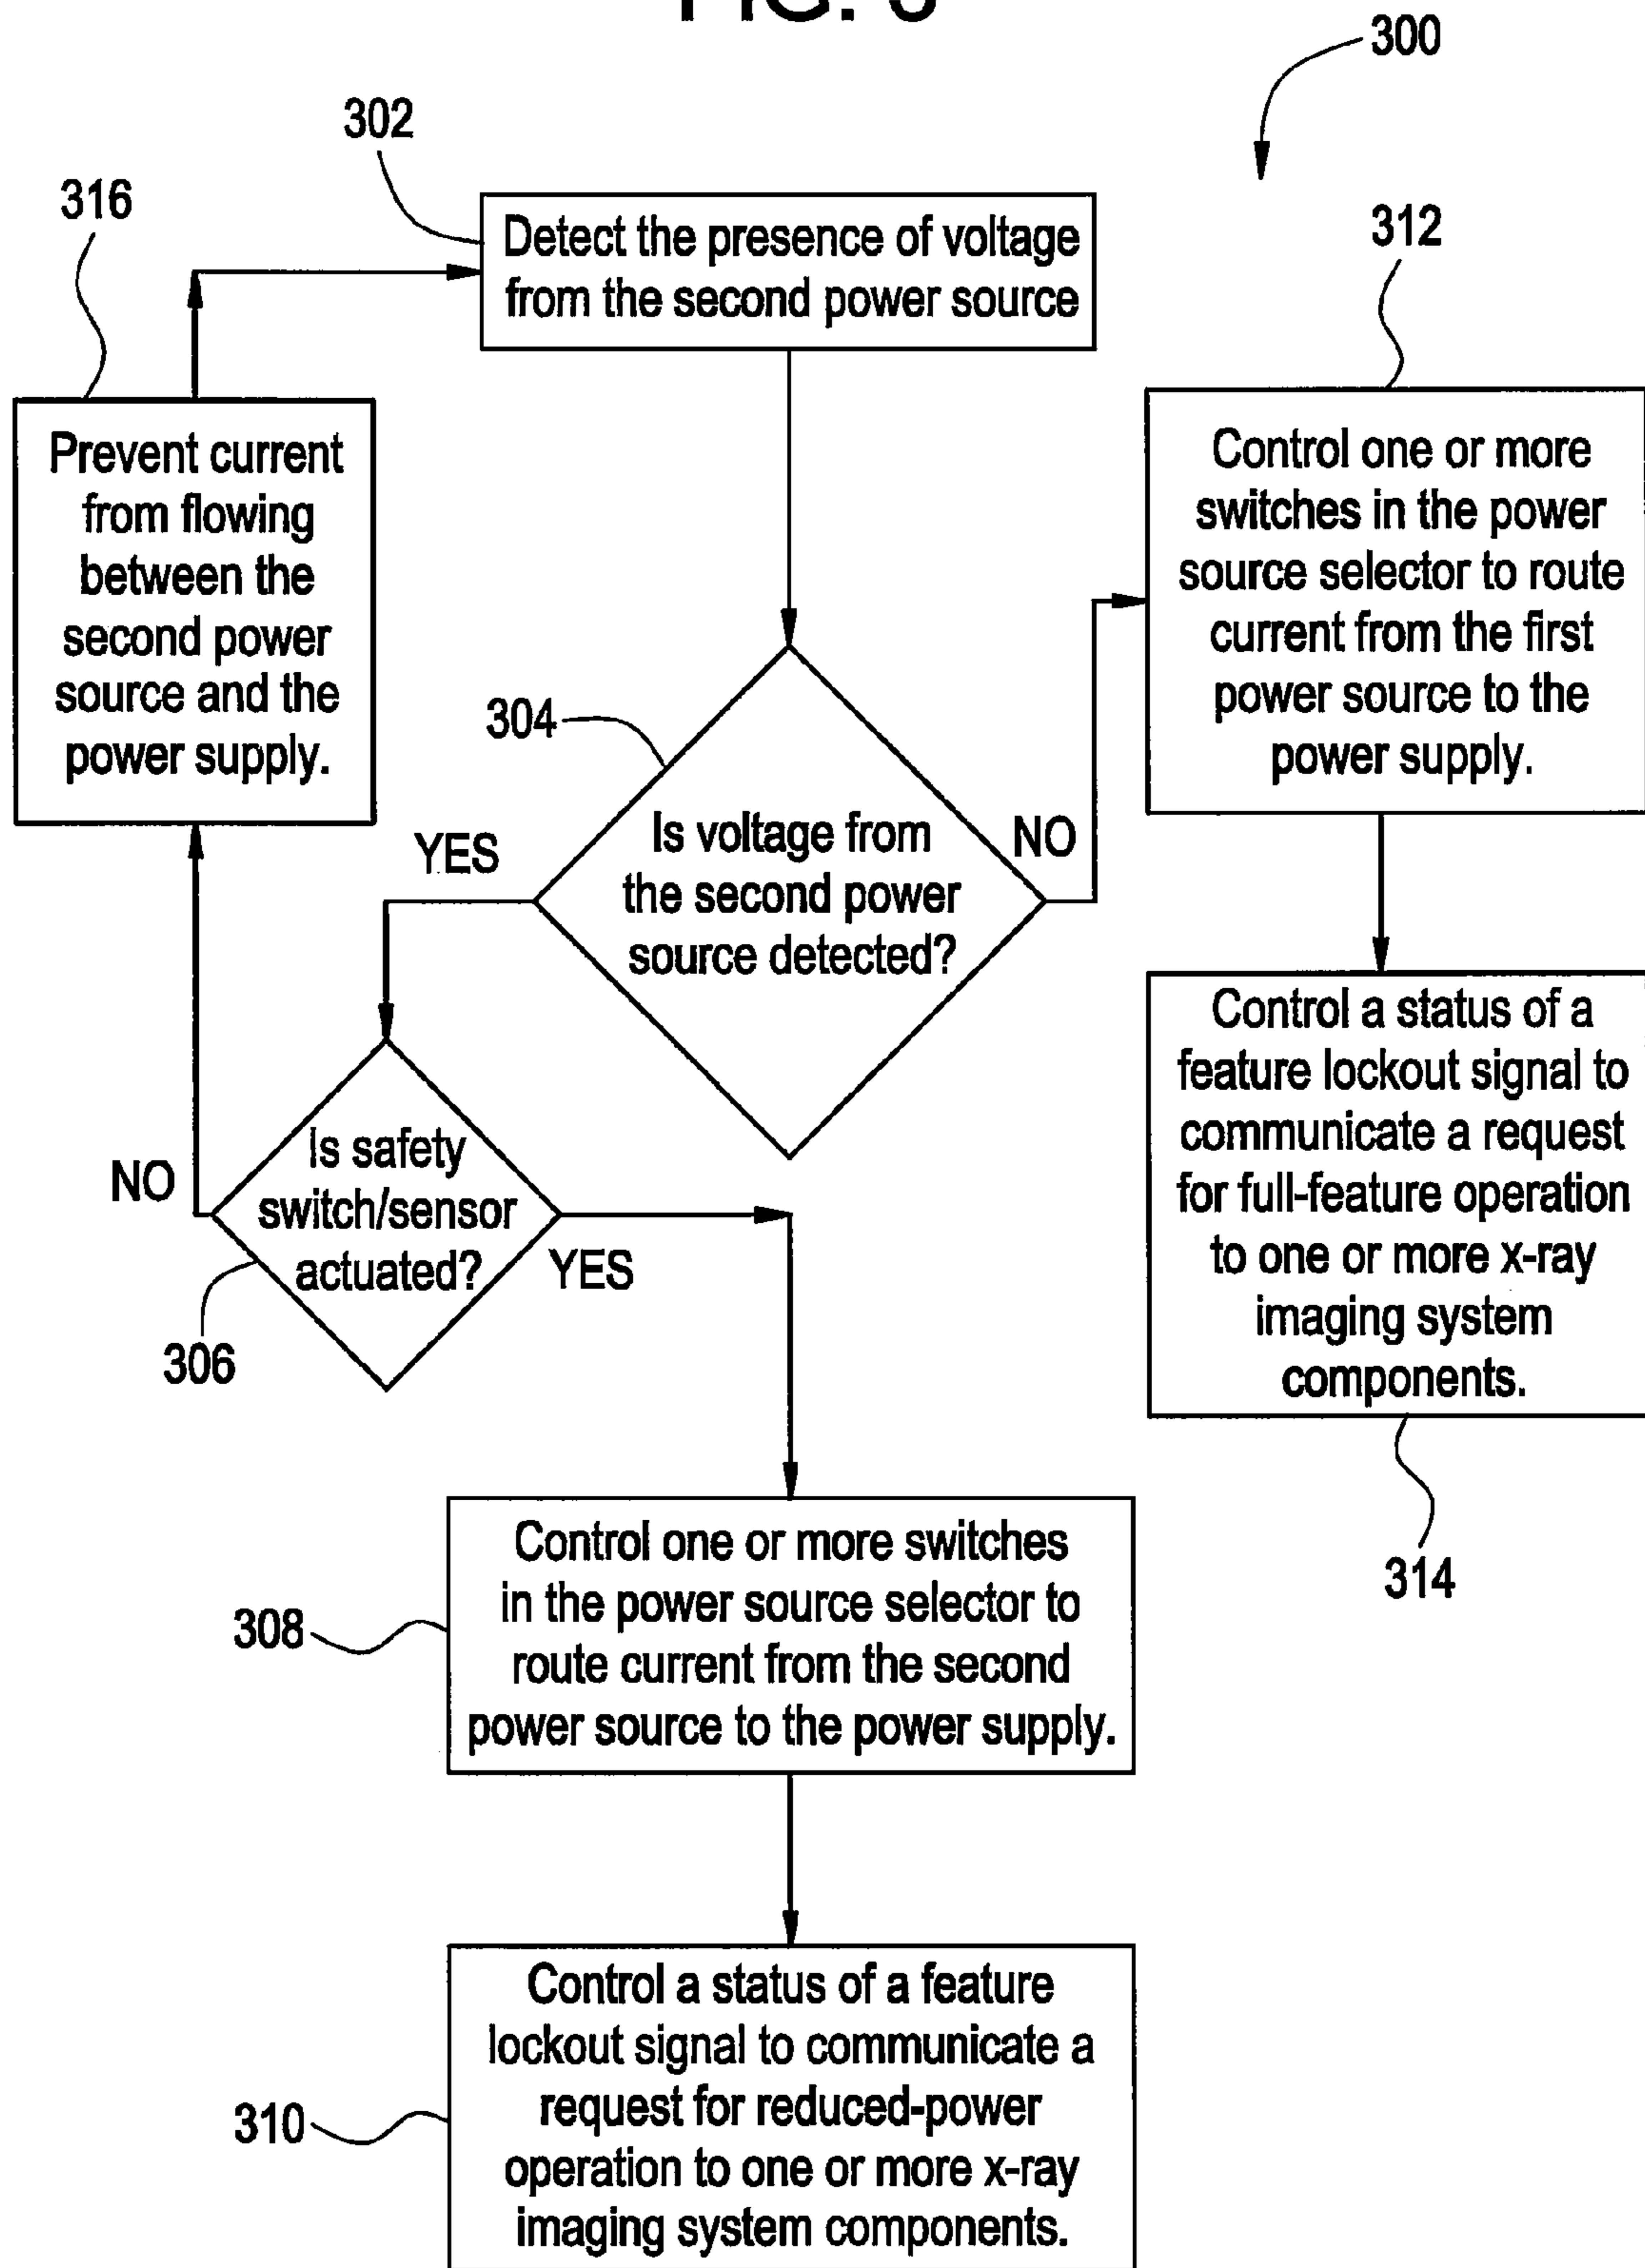 300
302
316
Detect the presence of voltage
from the second power source
312
Prevent current
from flowing
between the
second power
source and the
power supply.
Control one or more
switches in the power
source selector to route
current from the first
power source to the
power supply.
304
Is voltage from
the second power
source detected?
YES
NO
Control a status of a
feature lockout signal to
communicate a request
for full-feature operation
to one or more x-ray
imaging system
components.
314
Is safety
switch/sensor
actuated?
NO
YES
306
308
Control one or more switches
in the power source selector to
route current from the second
power source to the power supply.
310
Control a status of a feature
lockout signal to communicate a
request for reduced-power
operation to one or more x-ray
imaging system components.